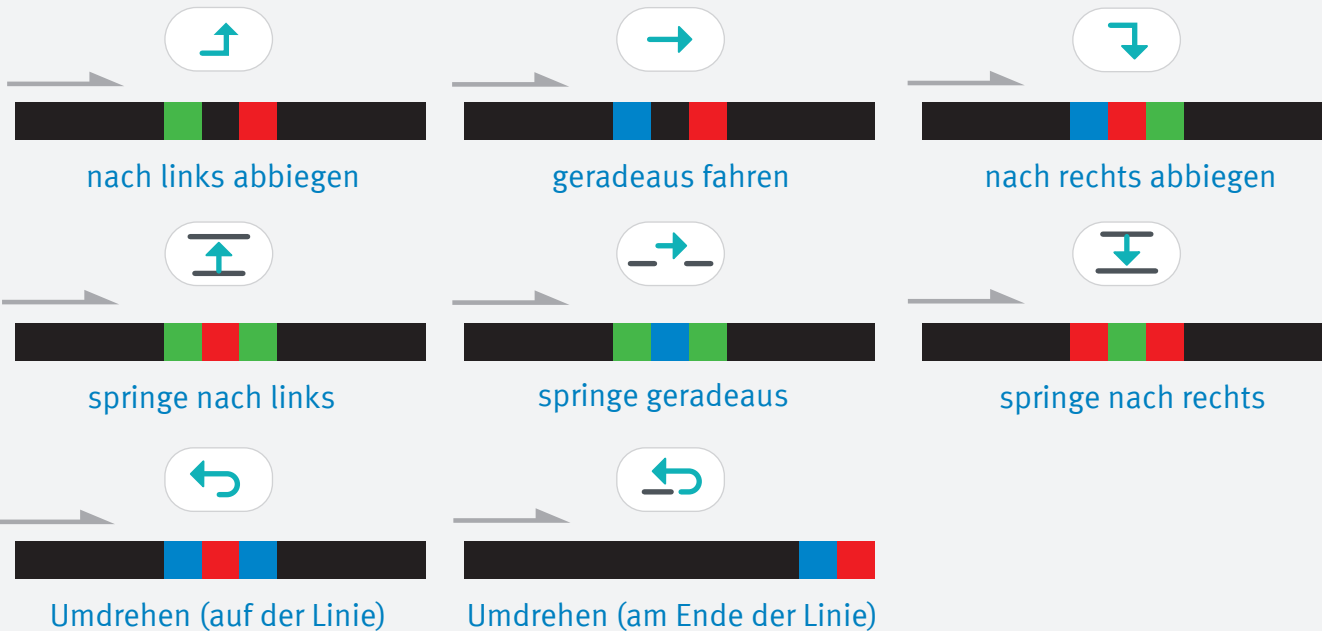 nach links abbiegen
geradeaus fahren
nach rechts abbiegen
springe nach links
springe geradeaus
springe nach rechts
Umdrehen (auf der Linie)
Umdrehen (am Ende der Linie)